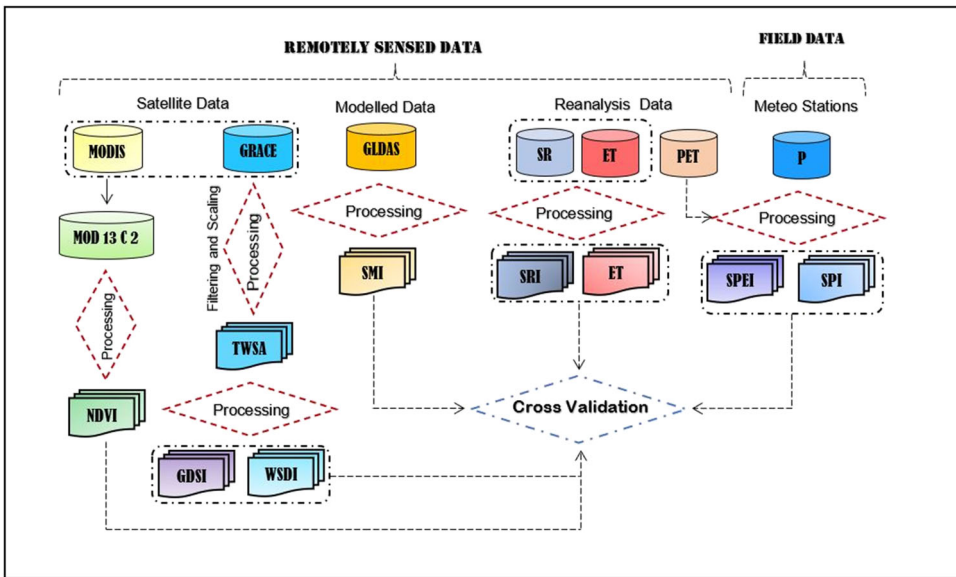 REMOTELY SENSED DATA
FIELD DATA
Satellite Data
Modelled Data
Reanalysis Data
Meteo Stations
MODIS
GRACE
GLDAS
SR
ET
PET
P
MOD 13 C 2
Filtering and Scaling
Processing
Processing
Processing
Processing
Processing
SMI
SRI
ET
SPEI
SPI
TWSA
NDVI
Processing
Cross Validation
GDSI
WSDI